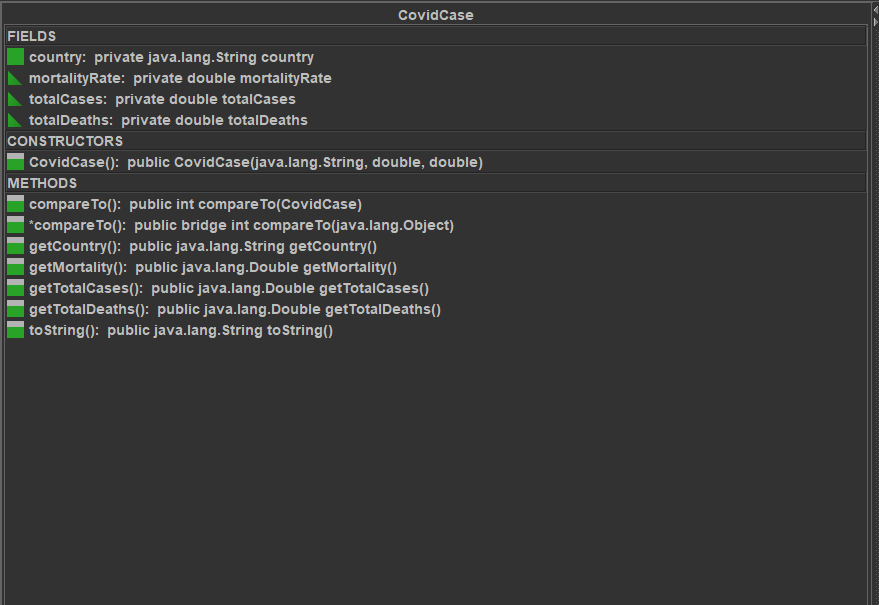 CovidCase
FIELDS
country: private java.lang.String country
mortalityRate: private double mortalityRate
totalCases: private double totalCases
totalDeaths: private double totalDeaths
CONSTRUCTORS
CovidCase(): public CovidCase(java.lang.String, double, double)
METHODS
compareTo(): public int compareTo(CovidCase)
*compareTo(): public bridge int compareTo(java.lang.Object)
getCountry(): public java.lang.String getCountry()
getMortality(): public java.lang.Double getMortality()
getTotalCases(): public java.lang.Double getTotalCases()
getTotalDeaths(): public java.lang.Double getTotalDeaths()
toString(): public java.lang.String toString()